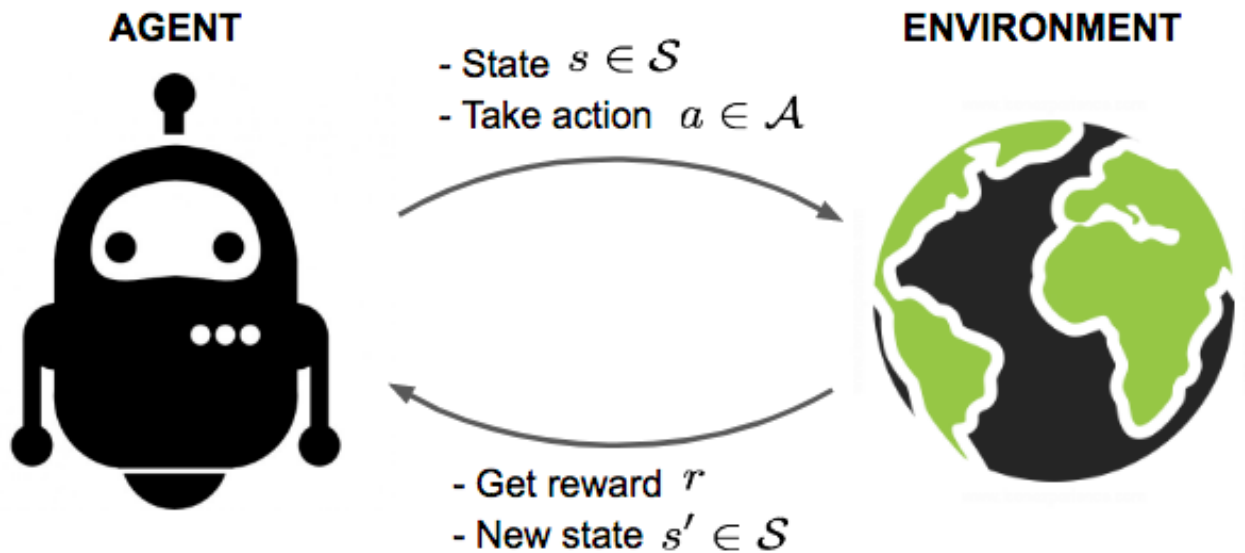 AGENT
ENVIRONMENT
- State s ∈ 𝒮
- Take action a ∈ 𝒜
- Get reward r
- New state s′ ∈ 𝒮